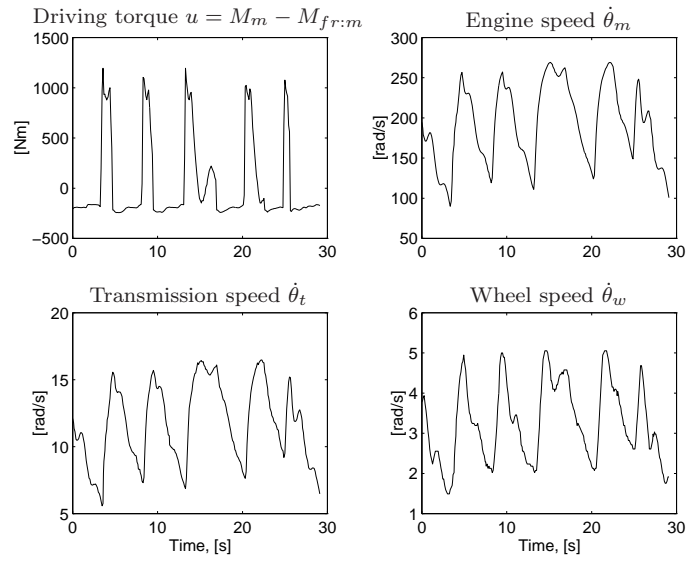 Driving torque u = M_m − M_{fr:m}
Engine speed θ̇_m
1500
1000
500
0
−500
[Nm]
0 10 20 30
300
250
200
150
100
50
[rad/s]
0 10 20 30
Transmission speed θ̇_t
Wheel speed θ̇_w
20
15
10
5
[rad/s]
0 10 20 30
Time, [s]
6
5
4
3
2
1
[rad/s]
0 10 20 30
Time, [s]